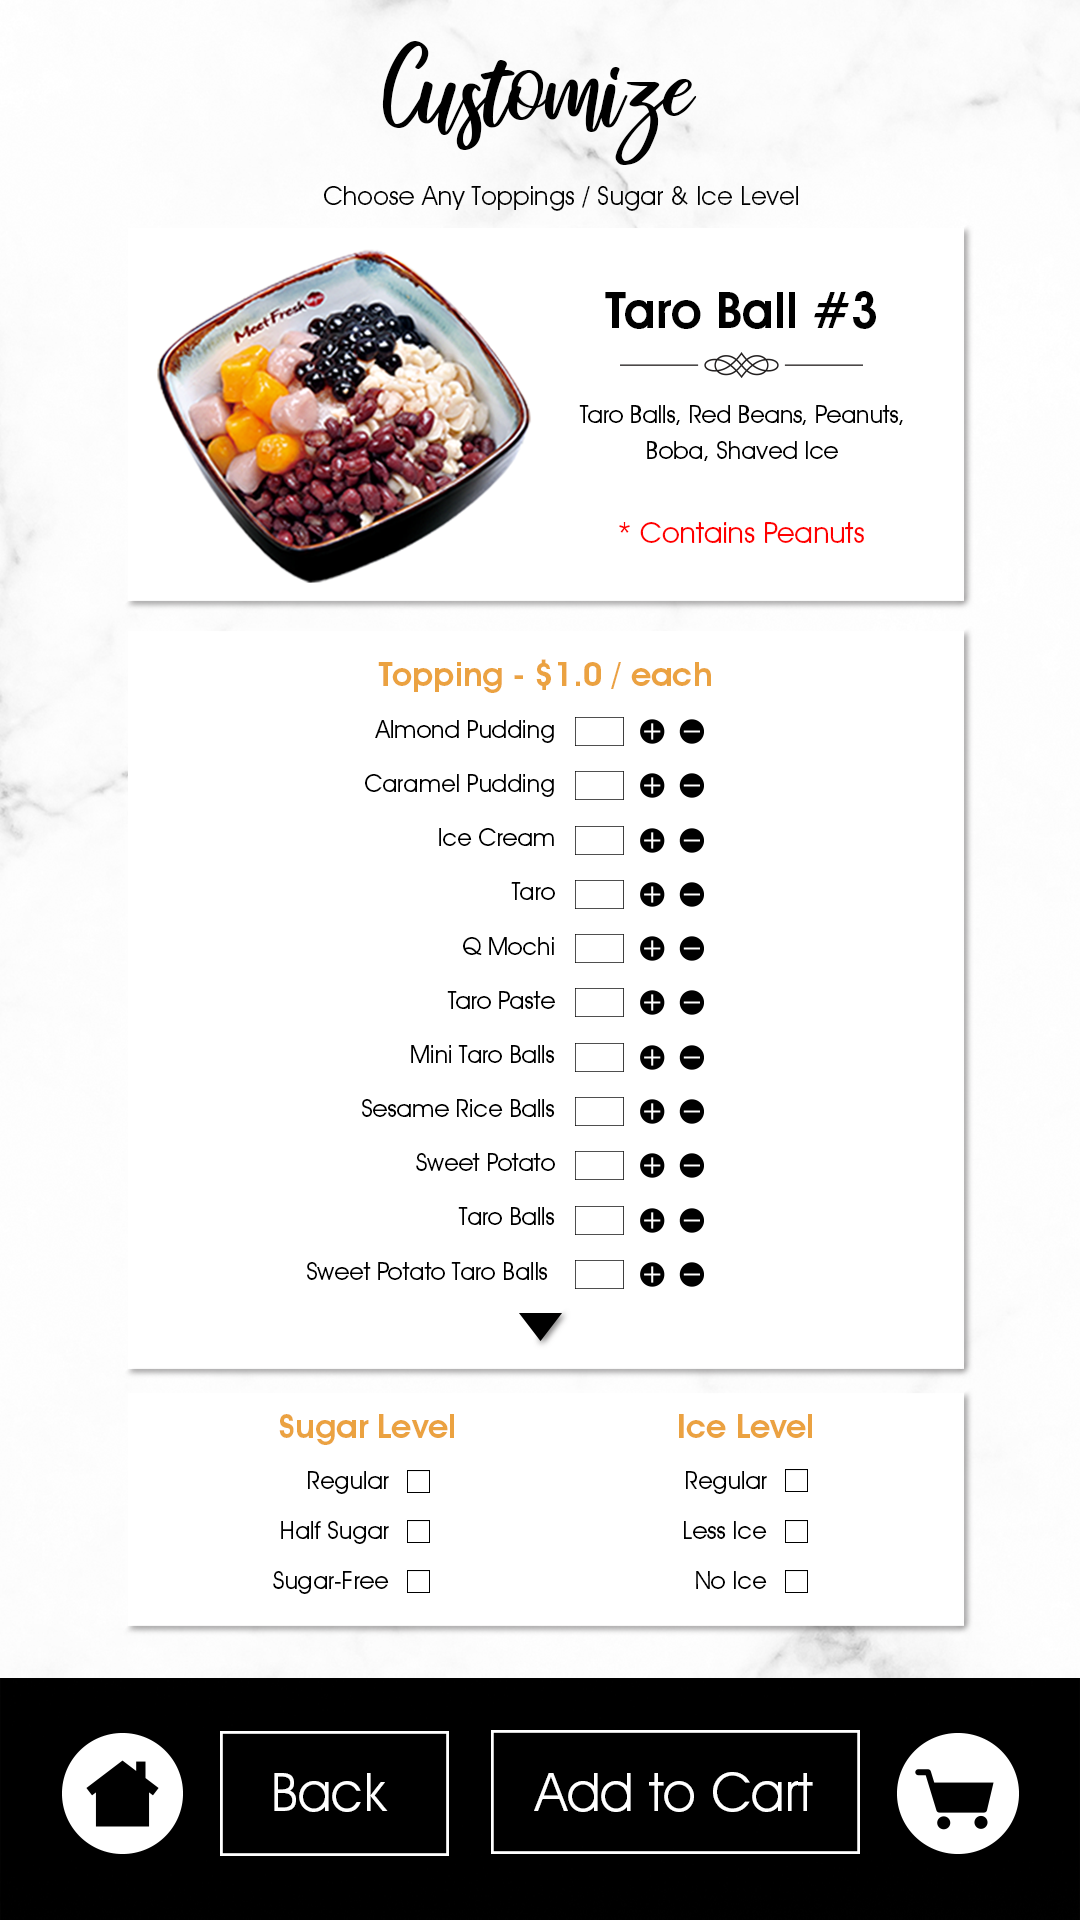 Customize
Choose Any Toppings / Sugar & Ice Level
Meet Fresh
Taro Ball #3
Taro Balls, Red Beans, Peanuts,
Boba, Shaved Ice
* Contains Peanuts
Topping - $1.0 / each
Almond Pudding
Caramel Pudding
Ice Cream
Taro
Q Mochi
Taro Paste
Mini Taro Balls
Sesame Rice Balls
Sweet Potato
Taro Balls
Sweet Potato Taro Balls
Sugar Level
Regular
Half Sugar
Sugar-Free
Ice Level
Regular
Less Ice
No Ice
Back
Add to Cart